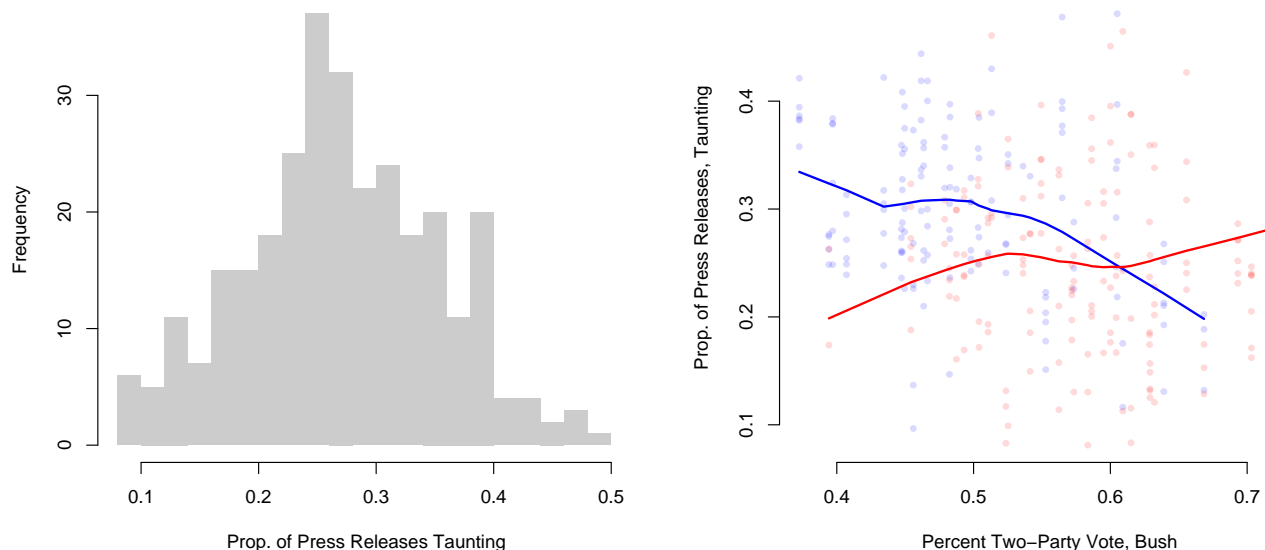 Frequency
30
20
10
0
0.1 0.2 0.3 0.4 0.5
Prop. of Press Releases Taunting
Prop. of Press Releases, Taunting
0.4
0.3
0.2
0.1
0.4 0.5 0.6 0.7
Percent Two−Party Vote, Bush